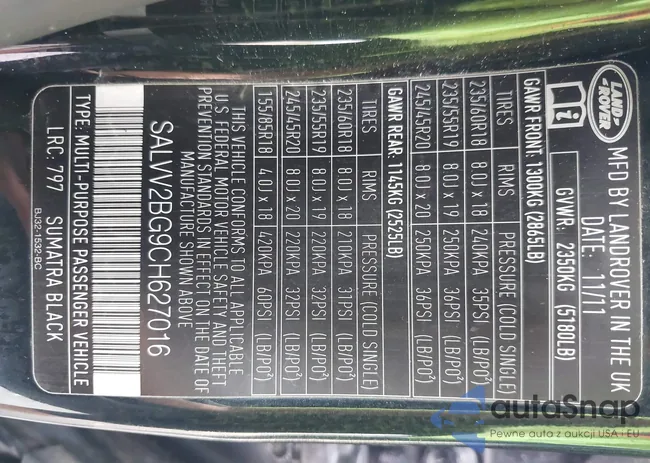 LAND-
ROVER
MFD BY LANDROVER IN THE UK
DATE: 11/11
GVWR: 2350KG (5180LB)
GAWR FRONT: 1300KG (2865LB)
TIRES RIMS PRESSURE (COLD SINGLE)
235/60R18 8.0J x 18 240KPA 35PSI (LB/PO²)
235/55R19 8.0J x 19 250KPA 36PSI (LB/PO²)
245/45R20 8.0J x 20 250KPA 36PSI (LB/PO²)
GAWR REAR: 1145KG (2525LB)
TIRES RIMS PRESSURE (COLD SINGLE)
235/60R18 8.0J x 18 210KPA 31PSI (LB/PO²)
235/55R19 8.0J x 19 220KPA 32PSI (LB/PO²)
245/45R20 8.0J x 20 220KPA 32PSI (LB/PO²)
155/85R18 4.0J x 18 420KPA 60PSI (LB/PO²)
THIS VEHICLE CONFORMS TO ALL APPLICABLE
U.S. FEDERAL MOTOR VEHICLE SAFETY AND THEFT
PREVENTION STANDARDS IN EFFECT ON THE DATE OF
MANUFACTURE SHOWN ABOVE
SALVV2BG9CH627016
TYPE: MULTI-PURPOSE PASSENGER VEHICLE
LRC: 797 SUMATRA BLACK
BJ32-1532-BC
autoSnap
Pewne auta z aukcji USA i EU